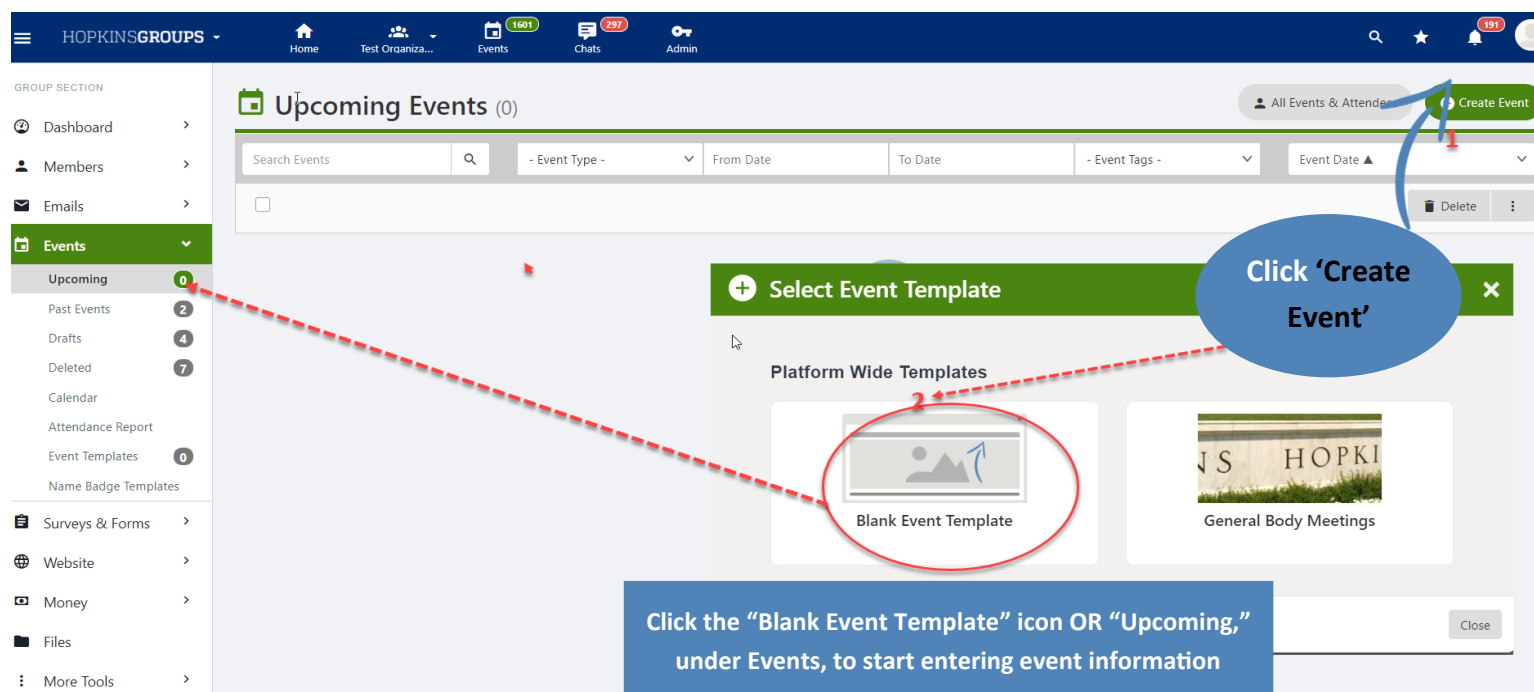 HOPKINSGROUPS
Home
Test Organiza...
Events
1601
Chats
297
Admin
191
GROUP SECTION
Dashboard
Members
Emails
Events
Upcoming 0
Past Events 2
Drafts 4
Deleted 7
Calendar
Attendance Report
Event Templates 0
Name Badge Templates
Surveys & Forms
Website
Money
Files
More Tools
Upcoming Events (0)
All Events & Attendee
Create Event
1
Search Events
- Event Type -
From Date
To Date
- Event Tags -
Event Date ▲
Delete
Click 'Create
Event'
Select Event Template
Platform Wide Templates
2
Blank Event Template
NS HOPKI
General Body Meetings
Click the “Blank Event Template” icon OR “Upcoming,”
under Events, to start entering event information
Close